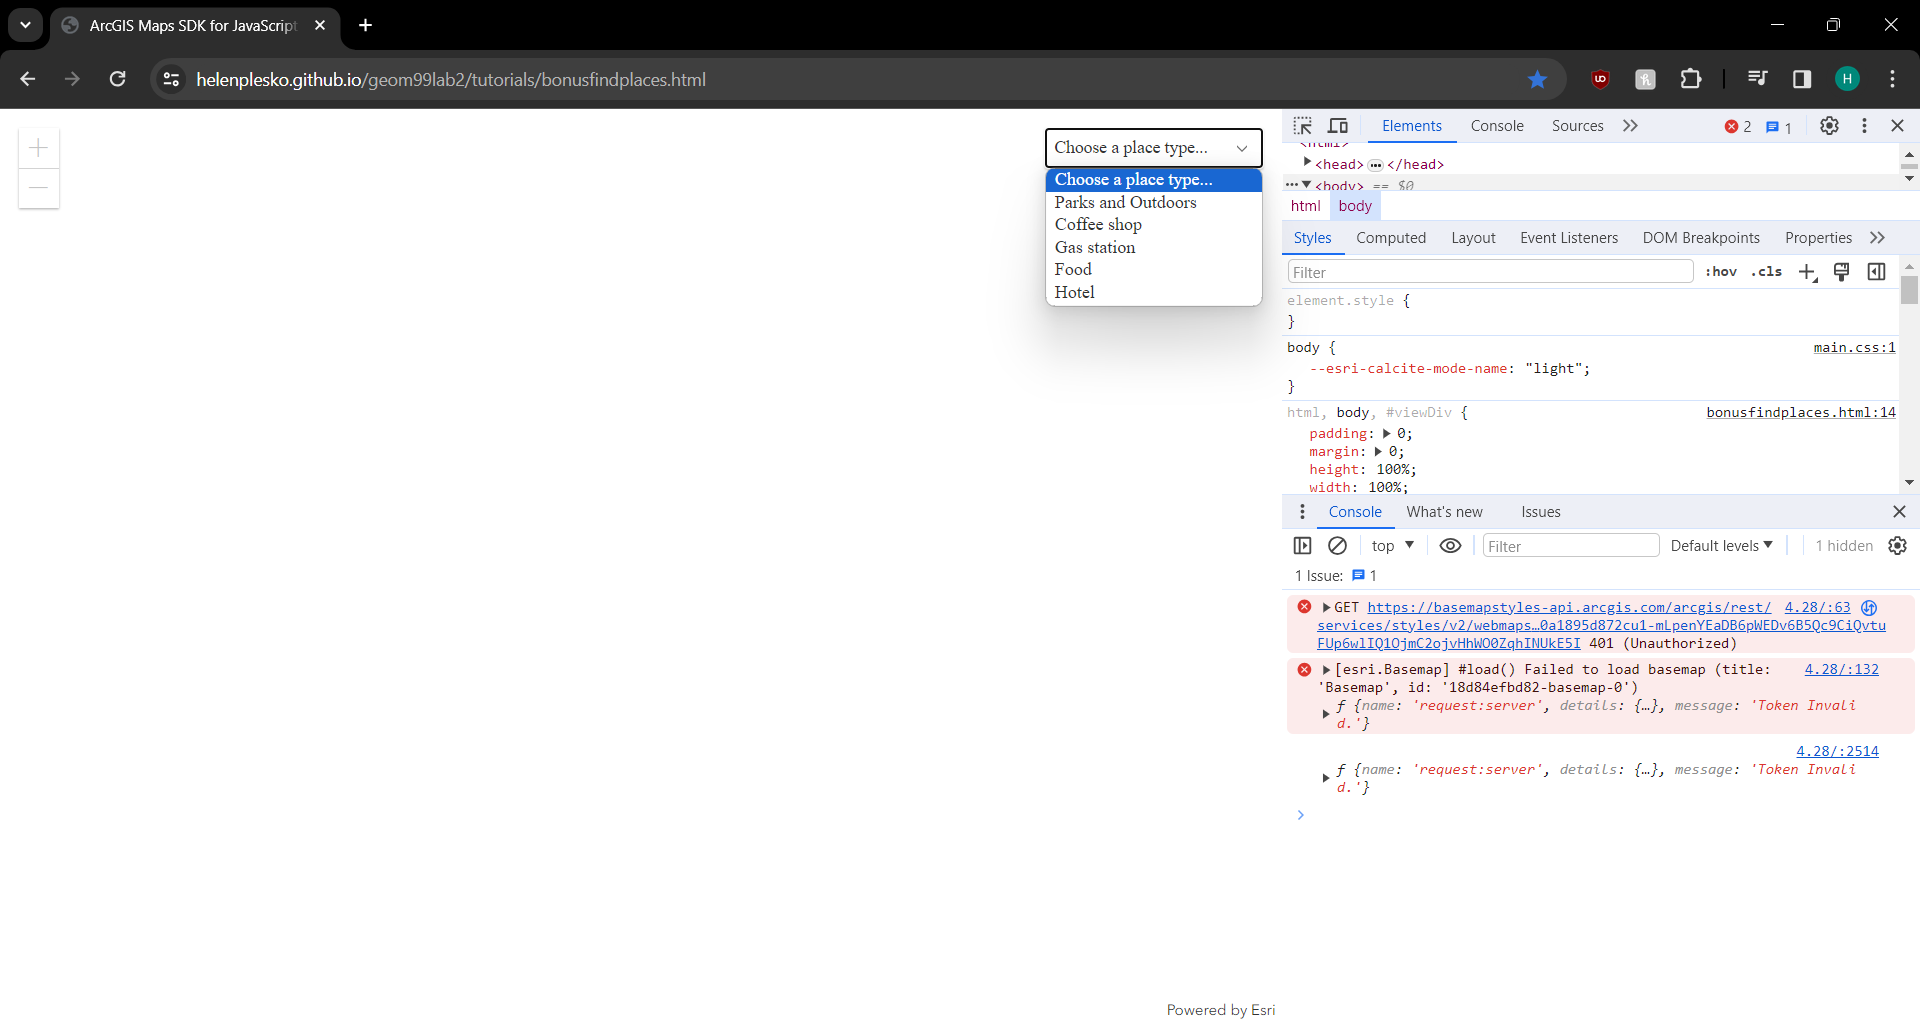 ArcGIS Maps SDK for JavaScript
helenplesko.github.io/geom99lab2/tutorials/bonusfindplaces.html
H
Choose a place type...
Choose a place type...
Parks and Outdoors
Coffee shop
Gas station
Food
Hotel
Powered by Esri
Elements Console Sources 2 1
<head> ••• </head>
••• <body> == $0
html body
Styles Computed Layout Event Listeners DOM Breakpoints Properties
Filter :hov .cls
element.style {
}
body { main.css:1
--esri-calcite-mode-name: "light";
}
html, body, #viewDiv { bonusfindplaces.html:14
padding: 0;
margin: 0;
height: 100%;
width: 100%;
Console What's new Issues
top Filter Default levels 1 hidden
1 Issue: 1
GET https://basemapstyles-api.arcgis.com/arcgis/rest/ 4.28/:63
services/styles/v2/webmaps…0a1895d872cu1-mLpenYEaDB6pWEDv6B5Qc9CiQvtu
FUp6wlIQ1OjmC2ojvHhWO0ZqhINUkE5I 401 (Unauthorized)
[esri.Basemap] #load() Failed to load basemap (title: 4.28/:132
'Basemap', id: '18d84efbd82-basemap-0')
ƒ {name: 'request:server', details: {…}, message: 'Token Invali
d.'}
4.28/:2514
ƒ {name: 'request:server', details: {…}, message: 'Token Invali
d.'}